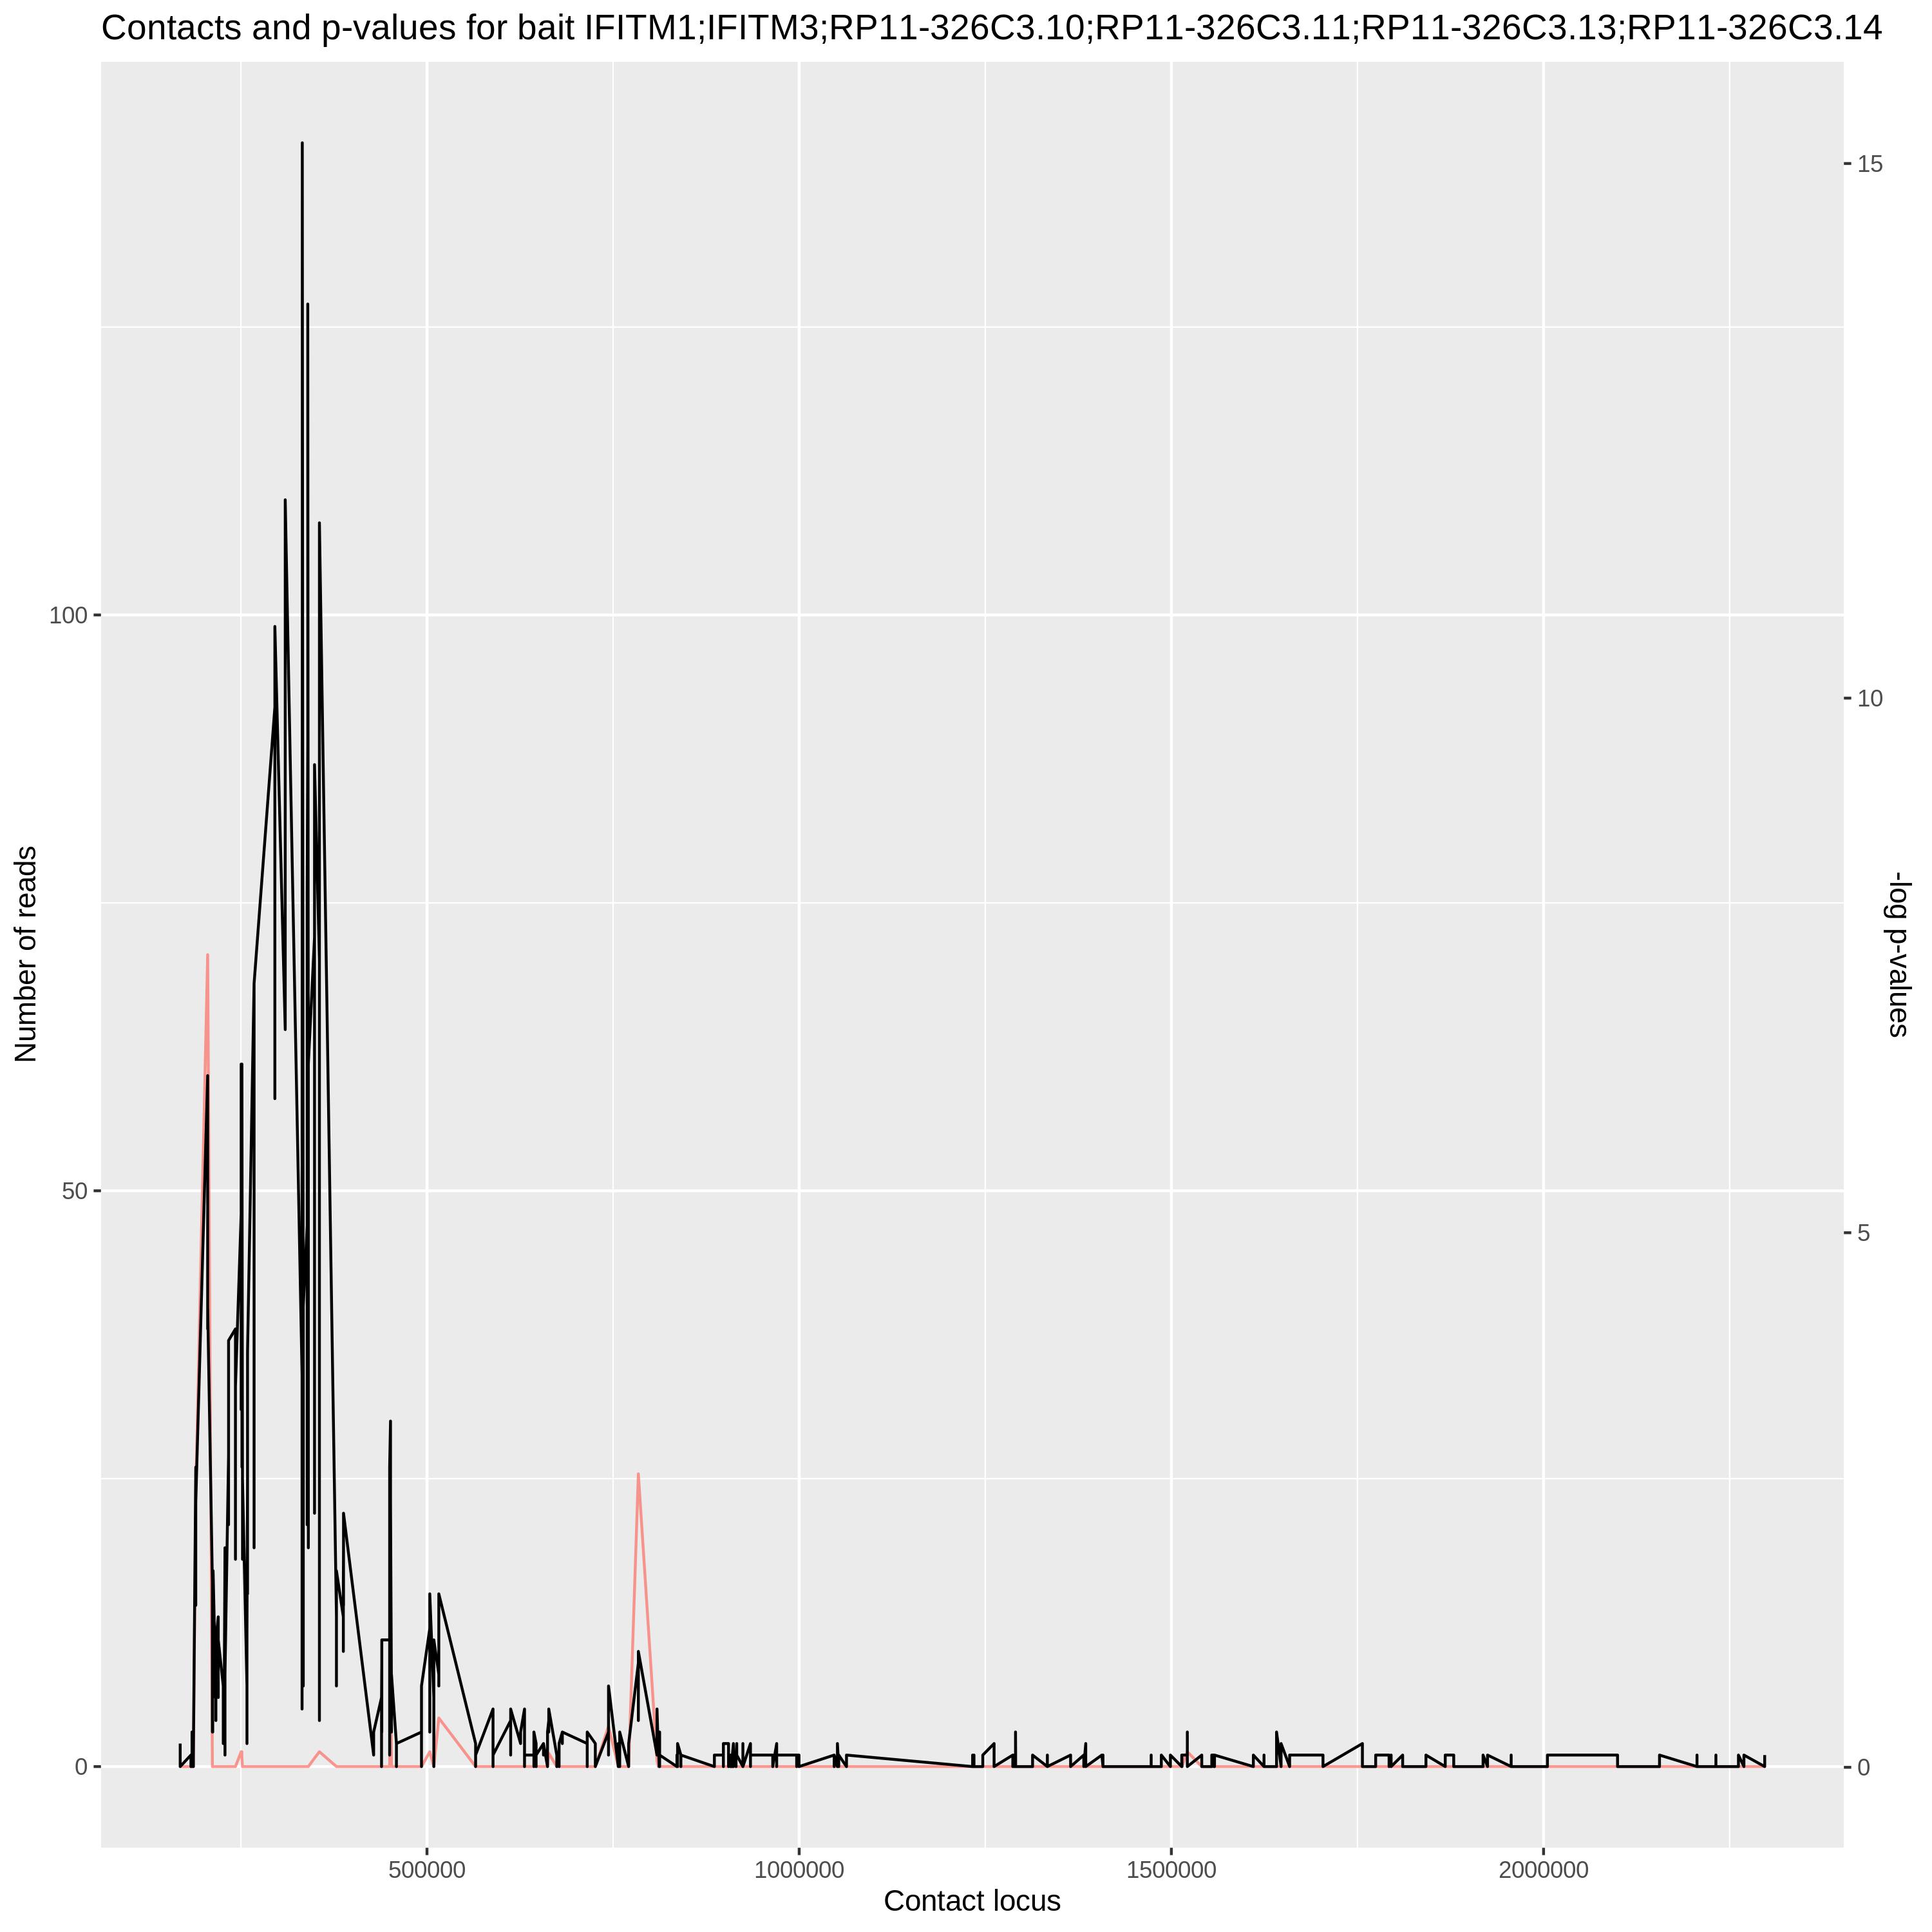 Contacts and p-values for bait IFITM1;IFITM3;RP11-326C3.10;RP11-326C3.11;RP11-326C3.13;RP11-326C3.14
Number of reads
100
50
0
15
10
5
0
-log p-values
500000
1000000
1500000
2000000
Contact locus